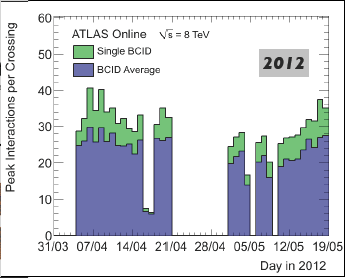 60
ATLAS Online √s = 8 TeV
Single BCID
BCID Average
2012
50
40
30
20
10
0
Peak Interactions per Crossing
31/03 07/04 14/04 21/04 28/04 05/05 12/05 19/05
Day in 2012